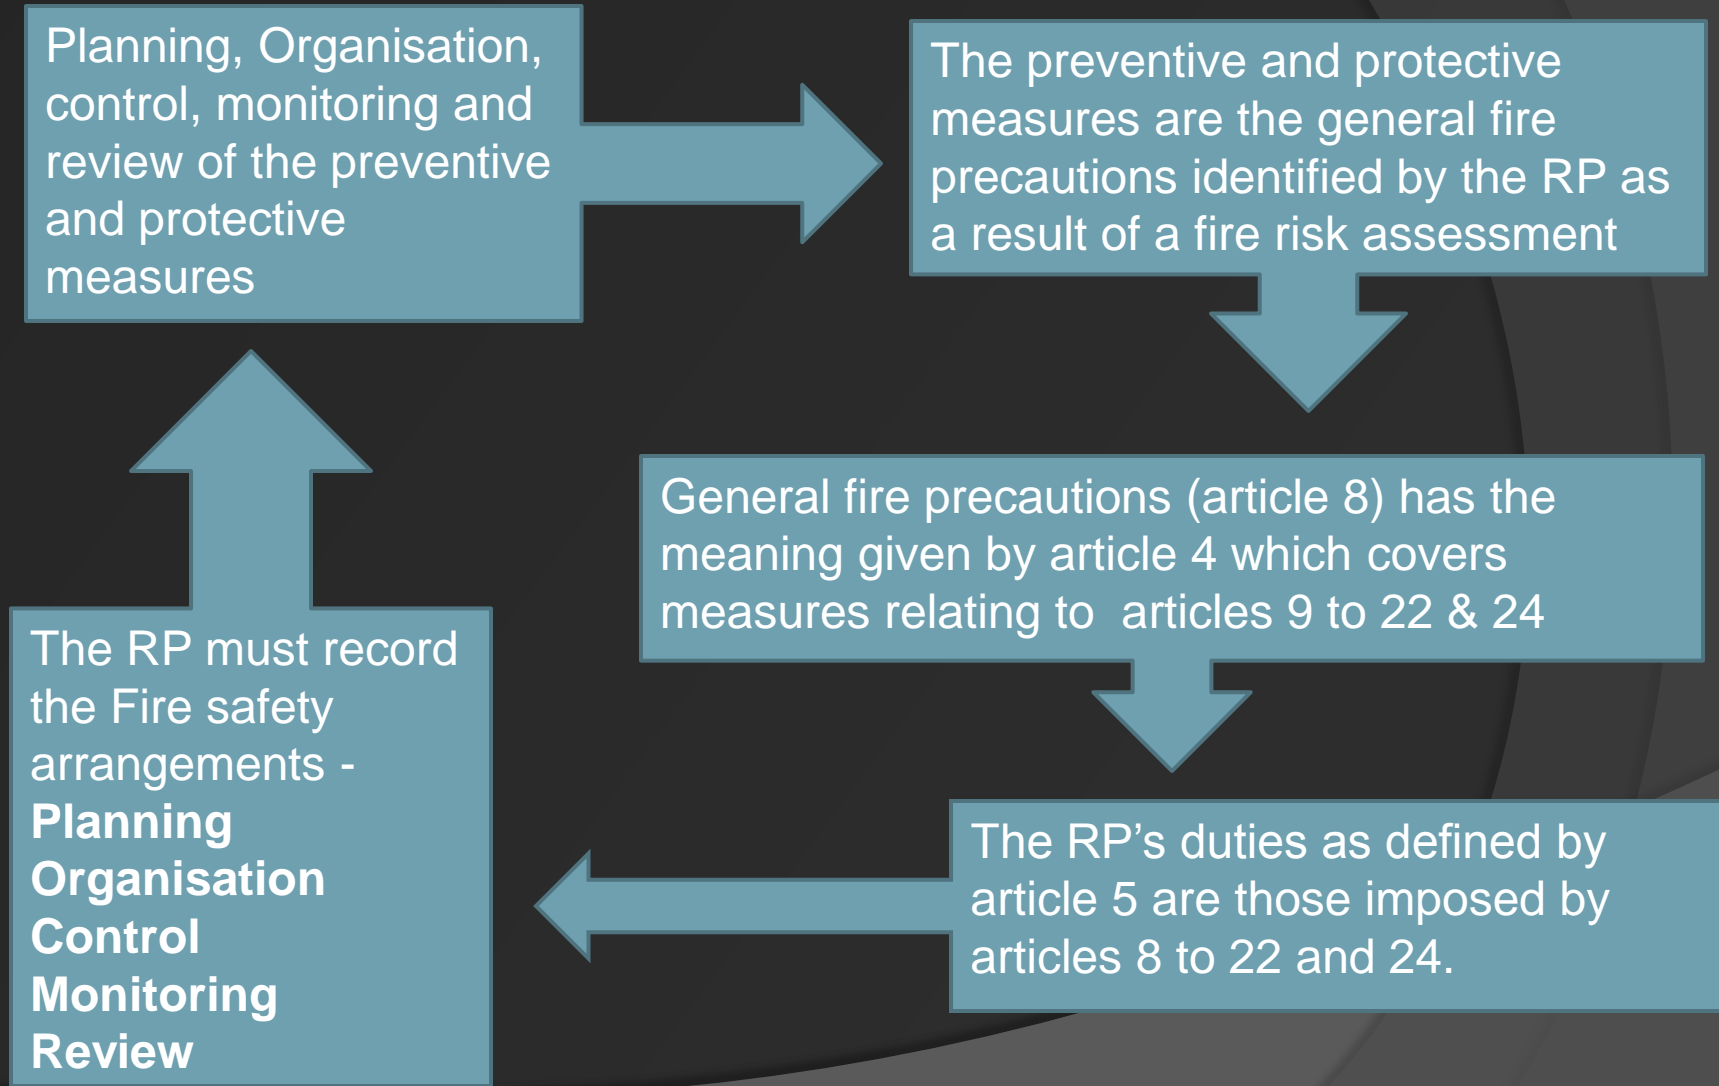 Planning, Organisation,
control, monitoring and
review of the preventive
and protective
measures
The preventive and protective
measures are the general fire
precautions identified by the RP as
a result of a fire risk assessment
General fire precautions (article 8) has the
meaning given by article 4 which covers
measures relating to  articles 9 to 22 & 24
The RP’s duties as defined by
article 5 are those imposed by
articles 8 to 22 and 24.
The RP must record
the Fire safety
arrangements -
Planning
Organisation
Control
Monitoring
Review